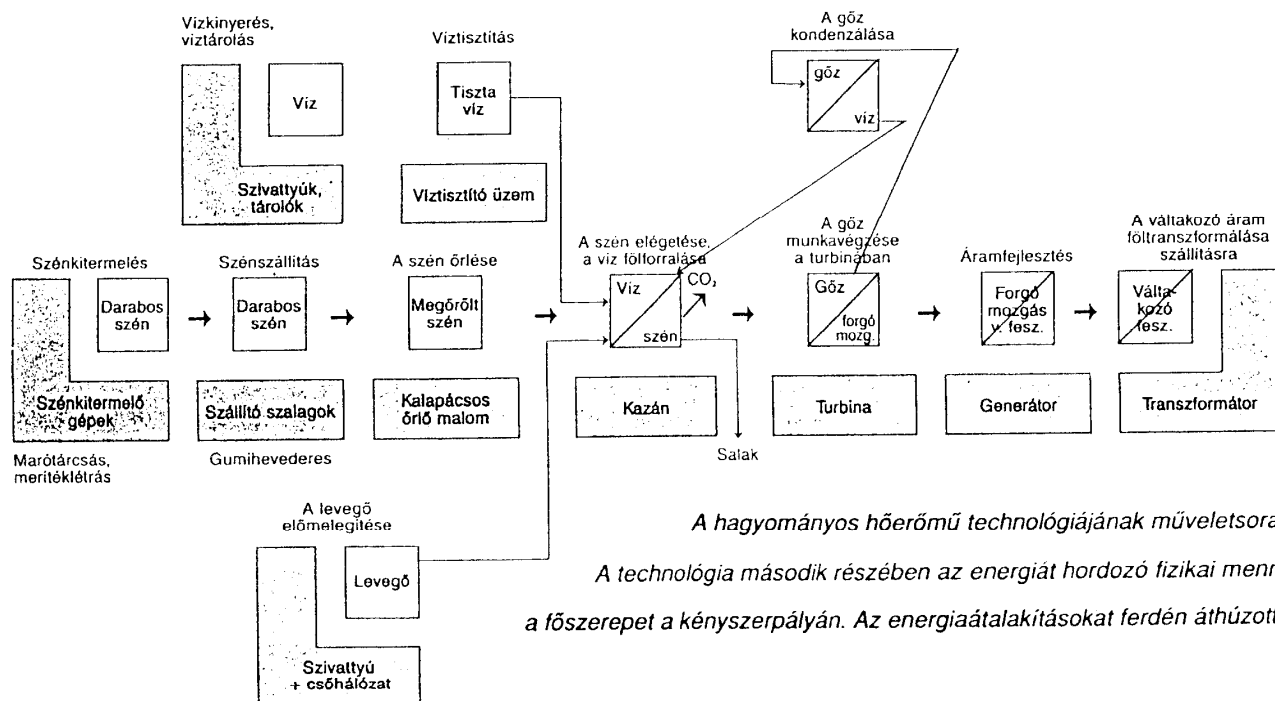 Vízkinyerés,
víztárolás
Víz
Szivattyúk,
tárolók
Víztisztítás
Tiszta
víz
Víztisztító üzem
A gőz
kondenzálása
gőz
víz
Szénkitermelés
Darabos
szén
Szénkitermelő
gépek
Marótárcsás,
merítéklétrás
Szénszállítás
Darabos
szén
Szállító szalagok
Gumihevederes
A szén őrlése
Megőrölt
szén
Kalapácsos
őrlő malom
A szén elégetése,
a víz fölforralása
Víz
szén
CO₂
Kazán
Salak
A gőz
munkavégzése
a turbinában
Gőz
forgó
mozg.
Turbina
Áramfejlesztés
Forgó
mozgás
v. fesz.
Generátor
A váltakozó áram
föltranszformálása
szállításra
Válta-
kozó
fesz.
Transzformátor
A levegő
előmelegítése
Levegő
Szivattyú
+ csőhálózat
A hagyományos hőerőmű technológiájának műveletsora
A technológia második részében az energiát hordozó fizikai menn
a főszerepet a kényszerpályán. Az energiaátalakításokat ferdén áthúzott